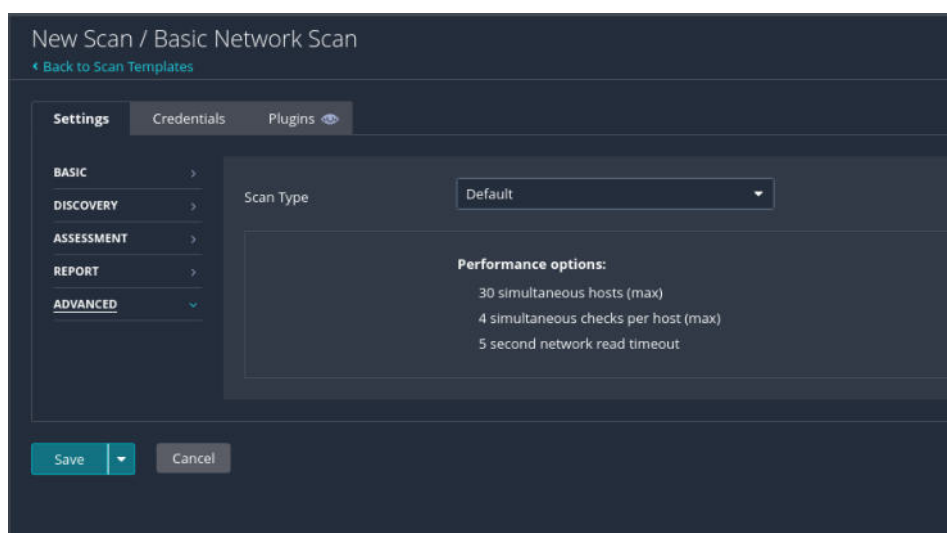 New Scan / Basic Network Scan
Back to Scan Templates
Settings Credentials Plugins
BASIC
DISCOVERY
ASSESSMENT
REPORT
ADVANCED
Scan Type Default
Performance options:
30 simultaneous hosts (max)
4 simultaneous checks per host (max)
5 second network read timeout
Save Cancel